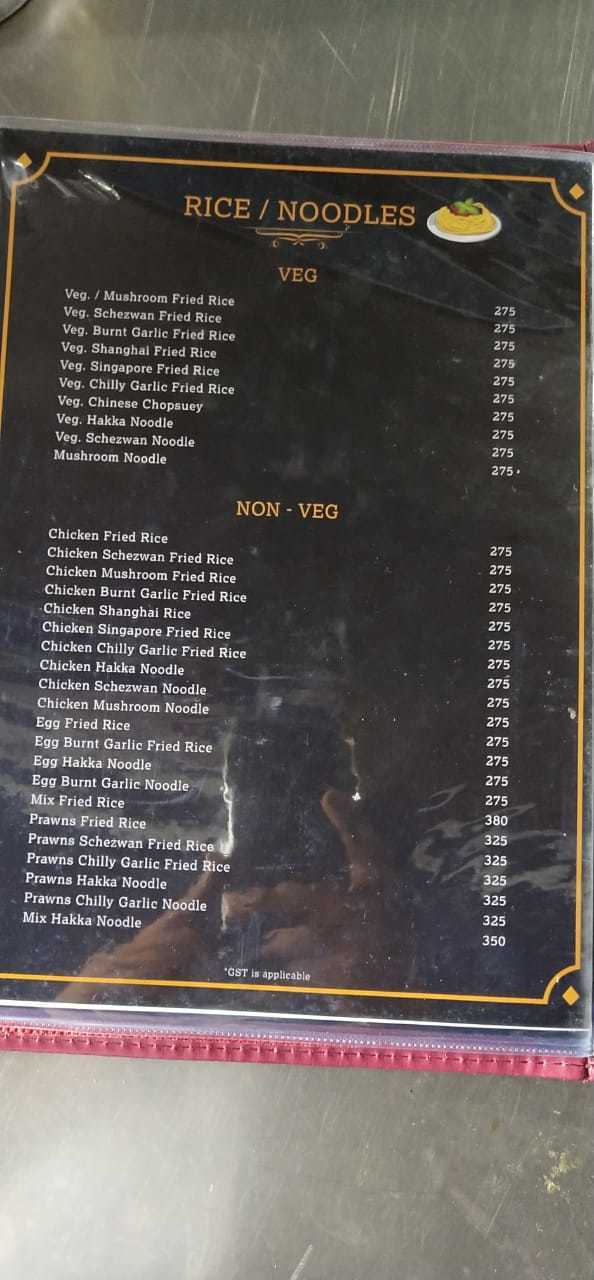 RICE / NOODLES
VEG
Veg. / Mushroom Fried Rice 275
Veg. Schezwan Fried Rice 275
Veg. Burnt Garlic Fried Rice 275
Veg. Shanghai Fried Rice 275
Veg. Singapore Fried Rice 275
Veg. Chilly Garlic Fried Rice 275
Veg. Chinese Chopsuey 275
Veg. Hakka Noodle 275
Veg. Schezwan Noodle 275
Mushroom Noodle 275
NON - VEG
Chicken Fried Rice 275
Chicken Schezwan Fried Rice 275
Chicken Mushroom Fried Rice 275
Chicken Burnt Garlic Fried Rice 275
Chicken Shanghai Rice 275
Chicken Singapore Fried Rice 275
Chicken Chilly Garlic Fried Rice 275
Chicken Hakka Noodle 275
Chicken Schezwan Noodle 275
Chicken Mushroom Noodle 275
Egg Fried Rice 275
Egg Burnt Garlic Fried Rice 275
Egg Hakka Noodle 275
Egg Burnt Garlic Noodle 275
Mix Fried Rice 380
Prawns Fried Rice 325
Prawns Schezwan Fried Rice 325
Prawns Chilly Garlic Fried Rice 325
Prawns Hakka Noodle 325
Prawns Chilly Garlic Noodle 325
Mix Hakka Noodle 350
*GST is applicable